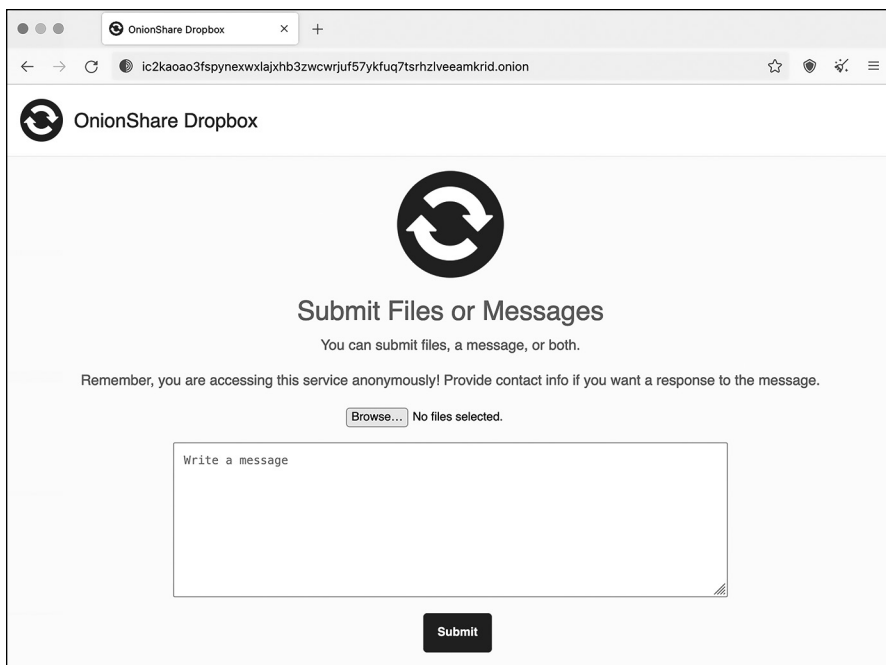 OnionShare Dropbox
ic2kaoao3fspynexwxlajxhb3zwcwrjuf57ykfuq7tsrhzlveeamkrid.onion
OnionShare Dropbox
Submit Files or Messages
You can submit files, a message, or both.
Remember, you are accessing this service anonymously! Provide contact info if you want a response to the message.
Browse... No files selected.
Write a message
Submit